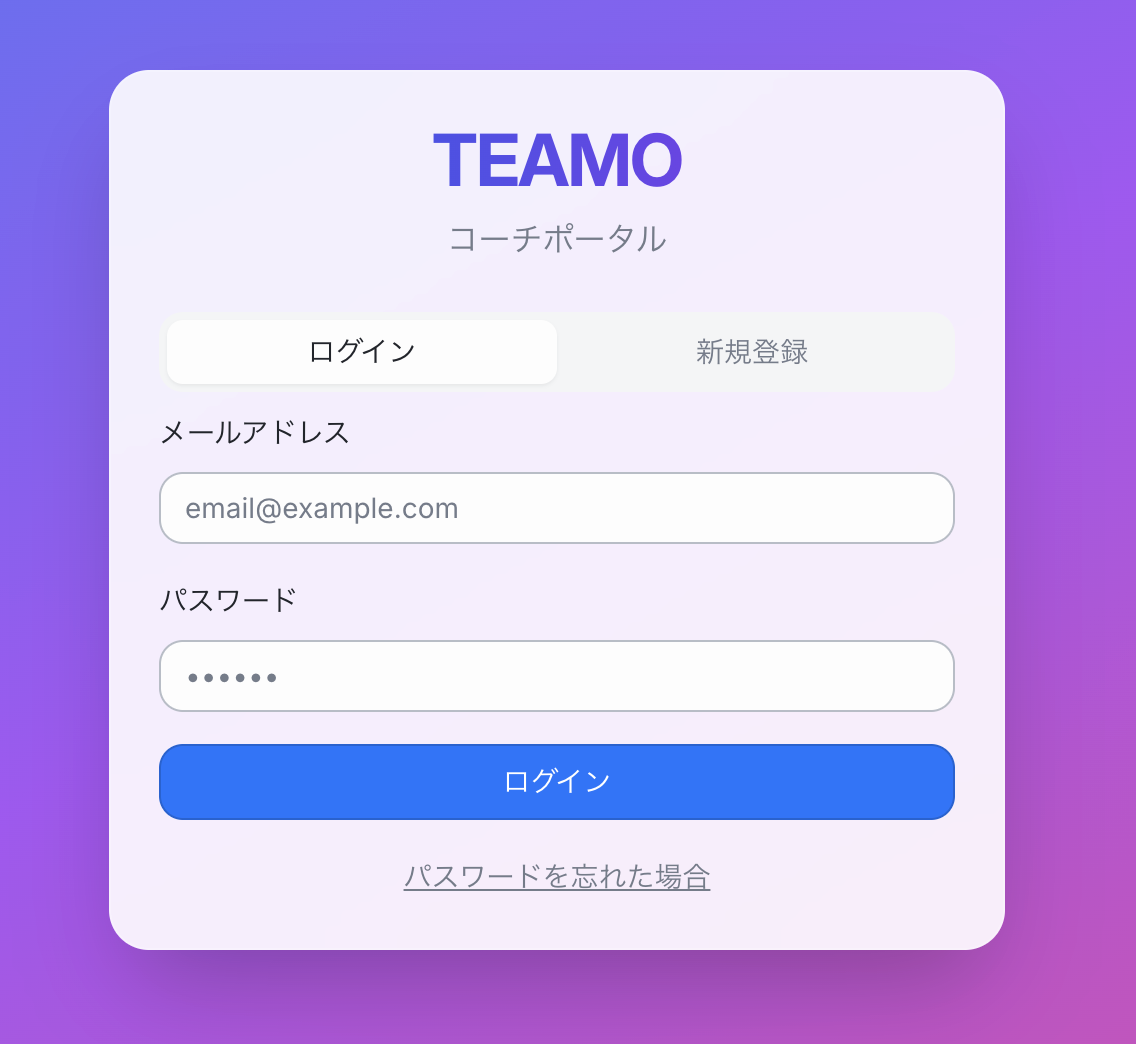 TEAMO
コーチポータル
ログイン
新規登録
メールアドレス
email@example.com
パスワード
••••••
ログイン
パスワードを忘れた場合